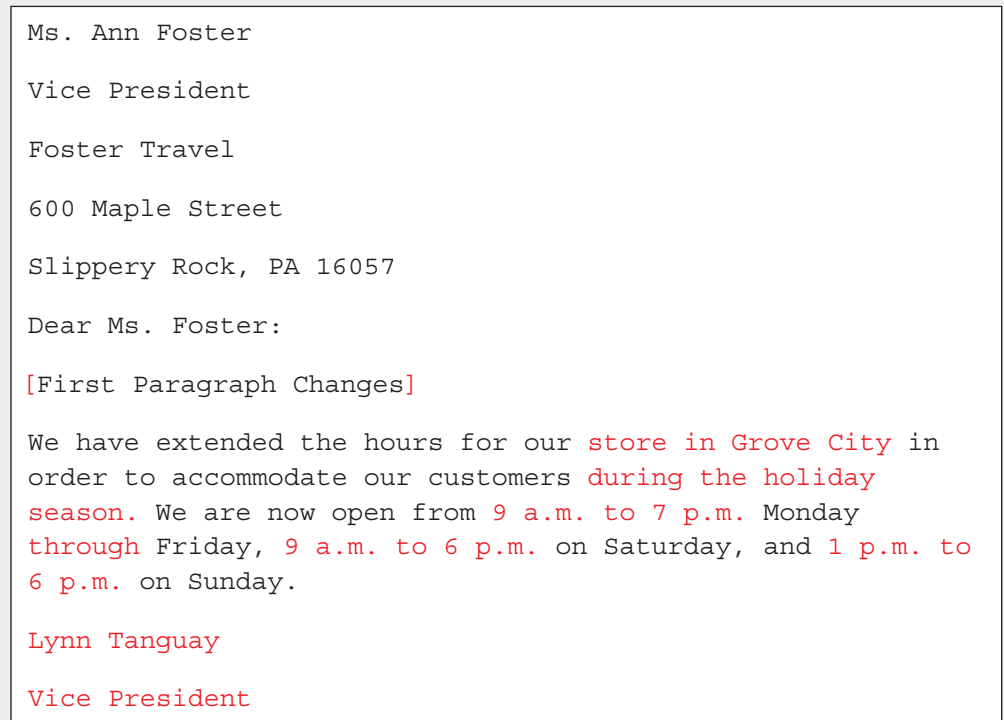 Ms. Ann Foster
Vice President
Foster Travel
600 Maple Street
Slippery Rock, PA 16057
Dear Ms. Foster:
[First Paragraph Changes]
We have extended the hours for our store in Grove City in
order to accommodate our customers during the holiday
season. We are now open from 9 a.m. to 7 p.m. Monday
through Friday, 9 a.m. to 6 p.m. on Saturday, and 1 p.m. to
6 p.m. on Sunday.
Lynn Tanguay
Vice President